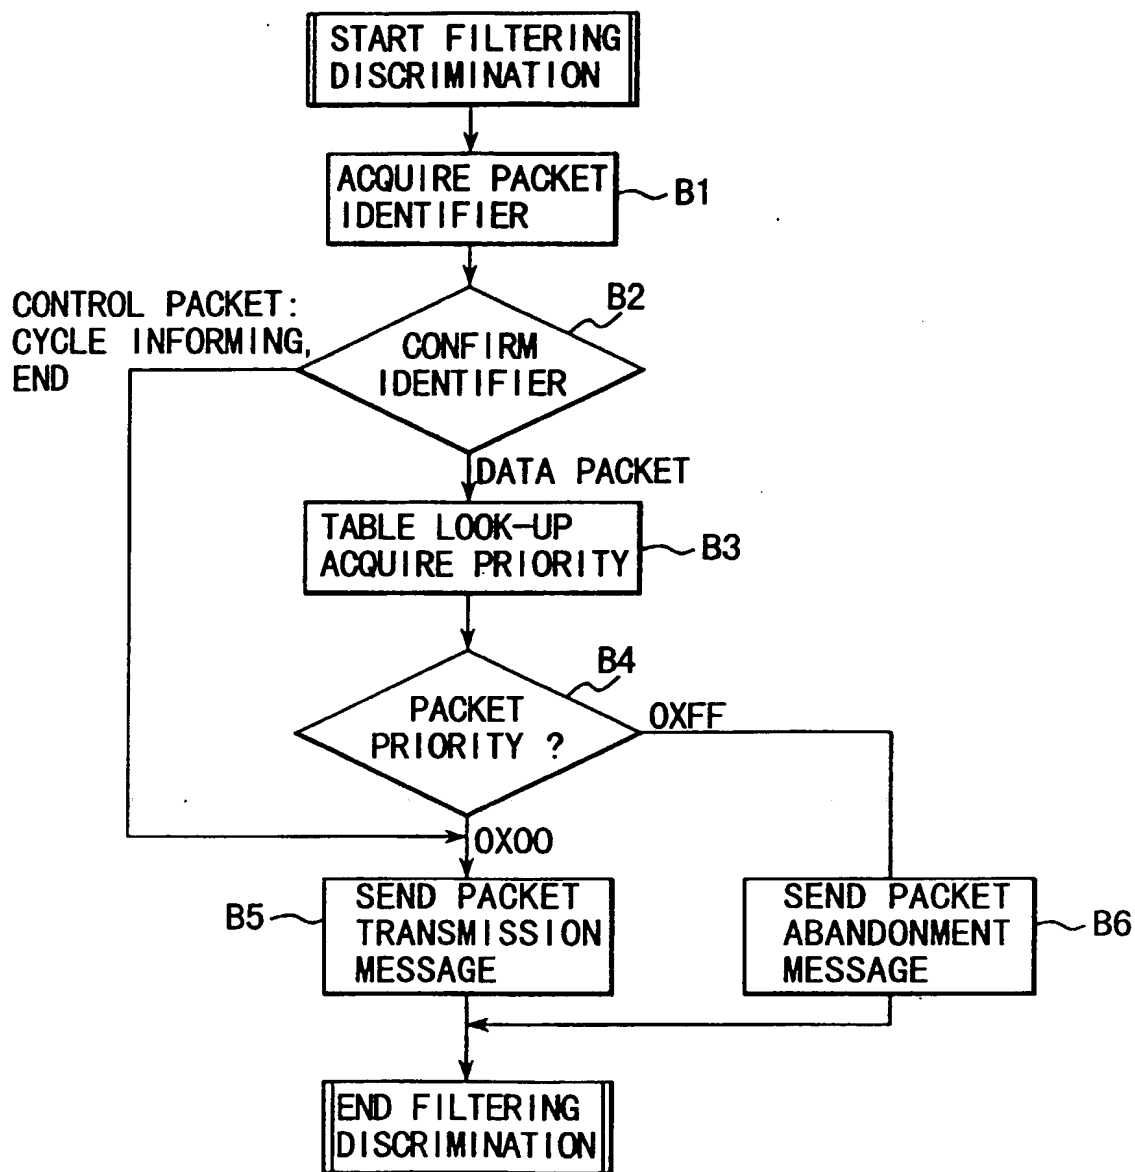 START FILTERING
DISCRIMINATION
ACQUIRE PACKET
IDENTIFIER
B1
CONTROL PACKET:
CYCLE INFORMING,
END
B2
CONFIRM
IDENTIFIER
DATA PACKET
TABLE LOOK-UP
ACQUIRE PRIORITY
B3
B4
PACKET
PRIORITY ?
0XFF
0X00
B5
SEND PACKET
TRANSMISSION
MESSAGE
SEND PACKET
ABANDONMENT
MESSAGE
B6
END FILTERING
DISCRIMINATION